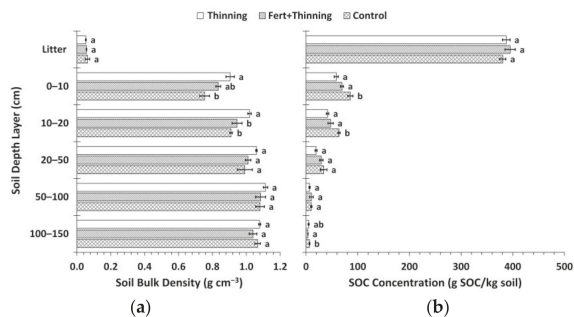 Thinning Fert+Thinning Control
Soil Depth Layer (cm)
Litter a a
a a
a a
0–10 a a
ab a
b b
10–20 a a
b a
b b
20–50 a a
a a
a a
50–100 a a
a a
a a
100–150 a ab
a a
a b
0.0 0.2 0.4 0.6 0.8 1.0 1.2 0 100 200 300 400 500
Soil Bulk Density (g cm⁻³) SOC Concentration (g SOC/kg soil)
(a) (b)